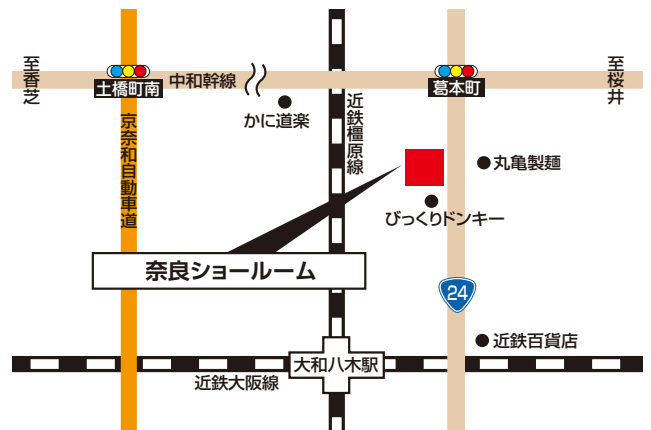 至香芝
土橋町南
中和幹線
葛本町
至桜井
かに道楽
近鉄橿原線
京奈和自動車道
丸亀製麺
びっくりドンキー
奈良ショールーム
24
近鉄百貨店
大和八木駅
近鉄大阪線